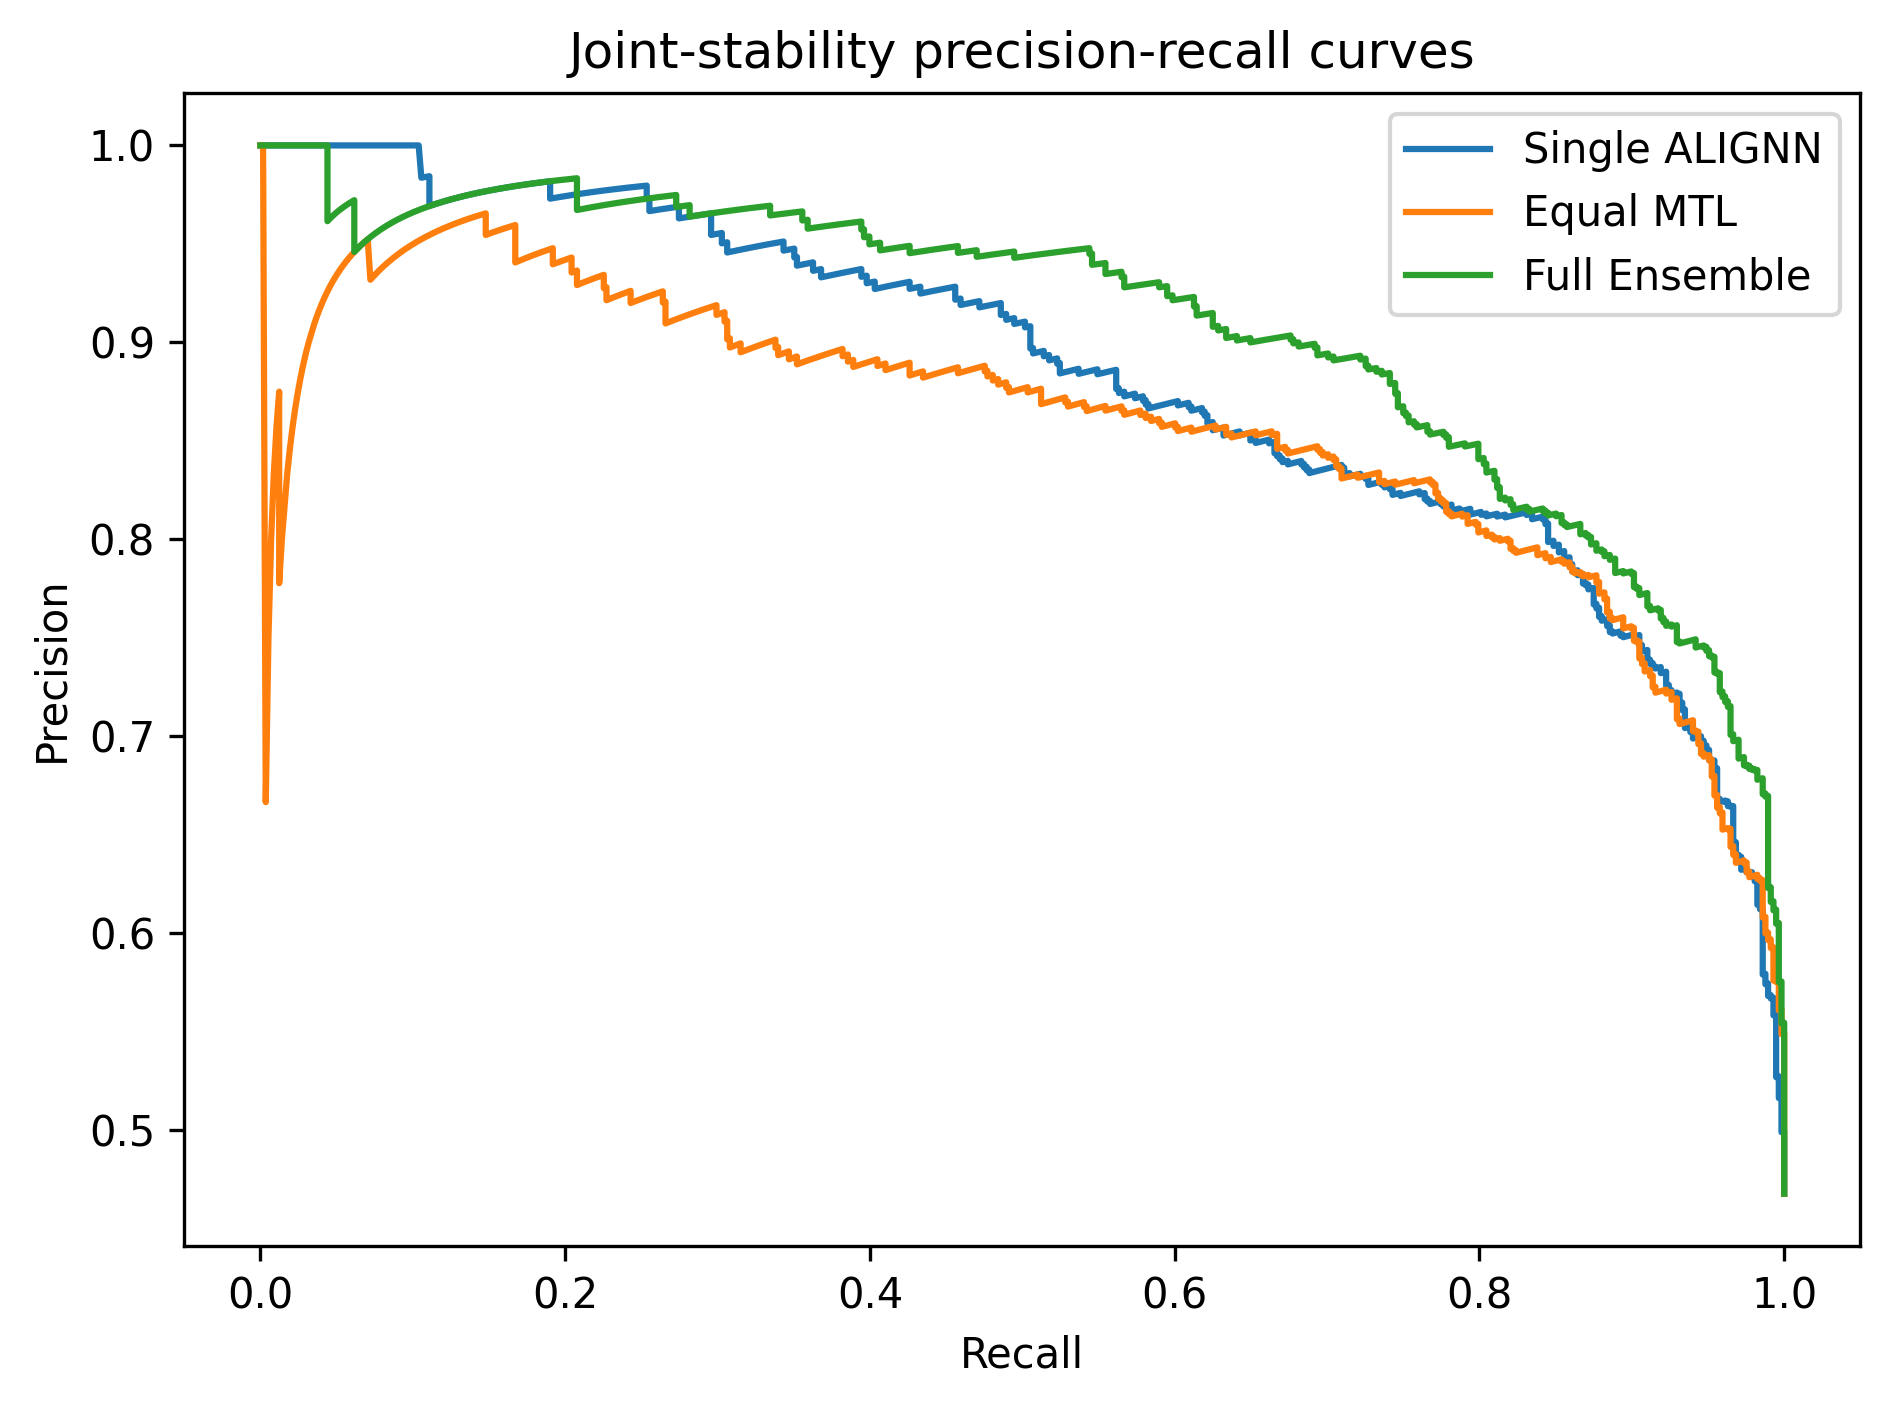 Joint-stability precision-recall curves
Single ALIGNN
Equal MTL
Full Ensemble
Precision
1.0
0.9
0.8
0.7
0.6
0.5
0.0 0.2 0.4 0.6 0.8 1.0
Recall